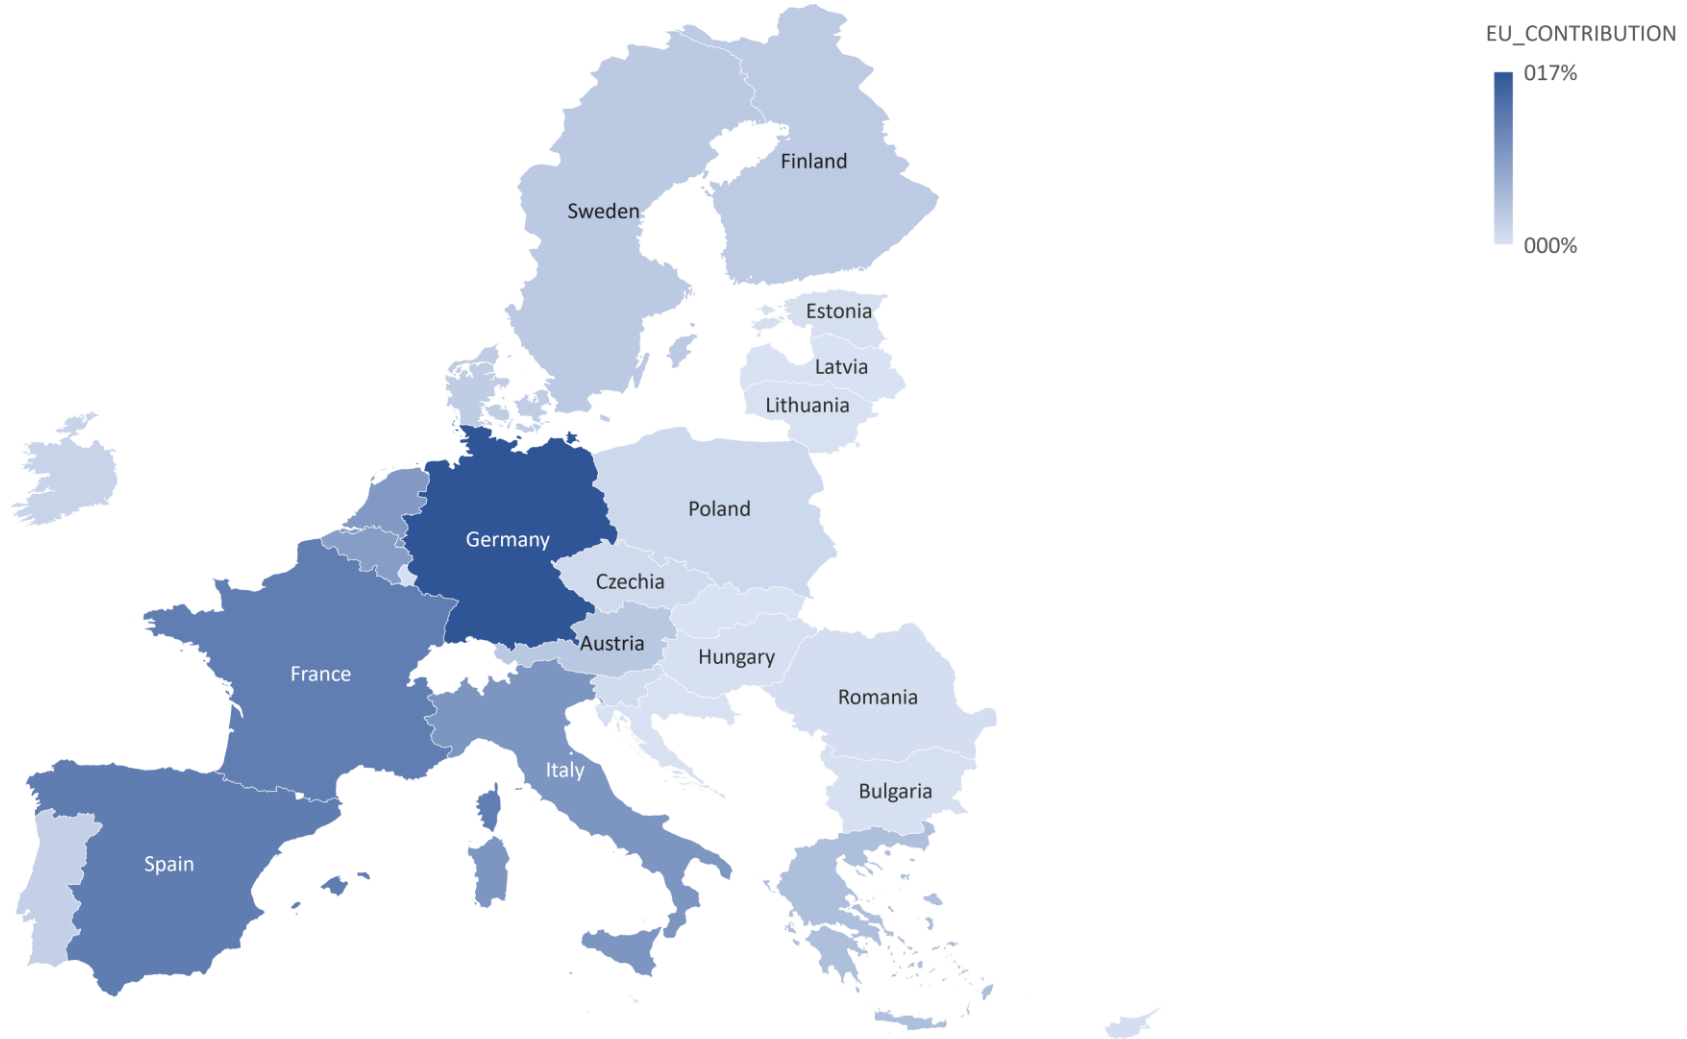 EU_CONTRIBUTION
017%
000%
Finland
Sweden
Estonia
Latvia
Lithuania
Poland
Germany
Czechia
Austria
Hungary
France
Romania
Italy
Bulgaria
Spain